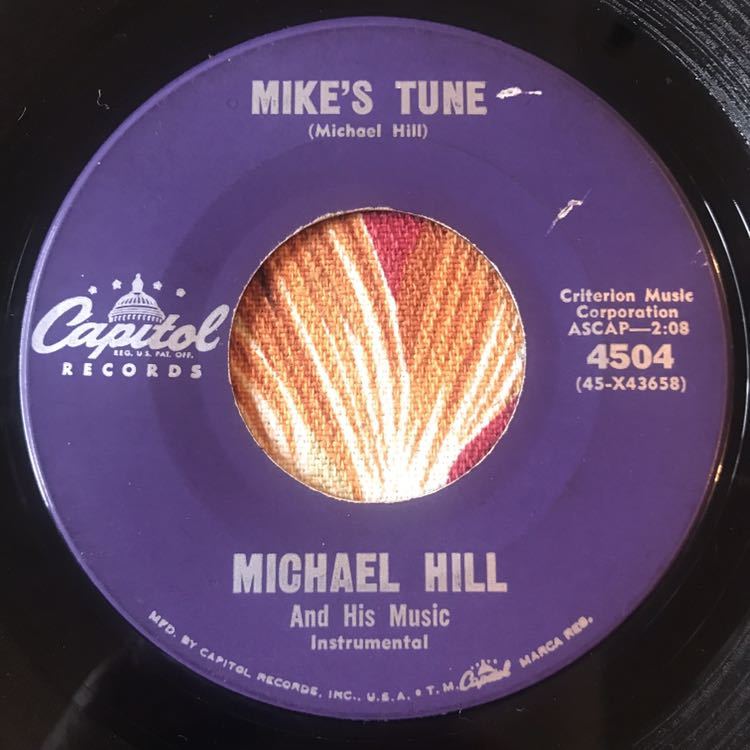 MIKE'S TUNE
(Michael Hill)
Capitol
REG. U.S. PAT. OFF.
RECORDS
Criterion Music
Corporation
ASCAP—2:08
4504
(45-X43658)
MICHAEL HILL
And His Music
Instrumental
MFD. BY CAPITOL RECORDS, INC., U.S.A. • T.M. Capitol MARCA REG.